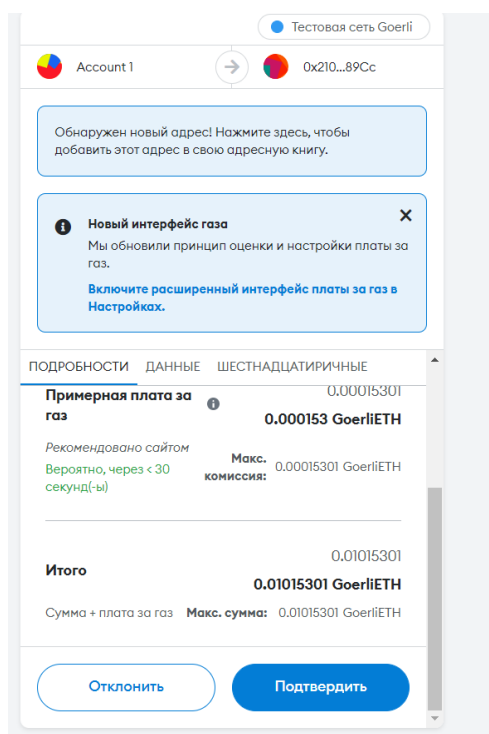 Тестовая сеть Goerli
Account 1
0x210...89Cc
Обнаружен новый адрес! Нажмите здесь, чтобы
добавить этот адрес в свою адресную книгу.
Новый интерфейс газа
Мы обновили принцип оценки и настройки платы за
газ.
Включите расширенный интерфейс платы за газ в
Настройках.
ПОДРОБНОСТИ ДАННЫЕ ШЕСТНАДЦАТИРИЧНЫЕ
Примерная плата за
газ
0.00015301
0.000153 GoerliETH
Рекомендовано сайтом
Вероятно, через < 30
секунд(-ы)
Макс.
комиссия:
0.00015301 GoerliETH
Итого
0.01015301
0.01015301 GoerliETH
Сумма + плата за газ Макс. сумма: 0.01015301 GoerliETH
Отклонить
Подтвердить